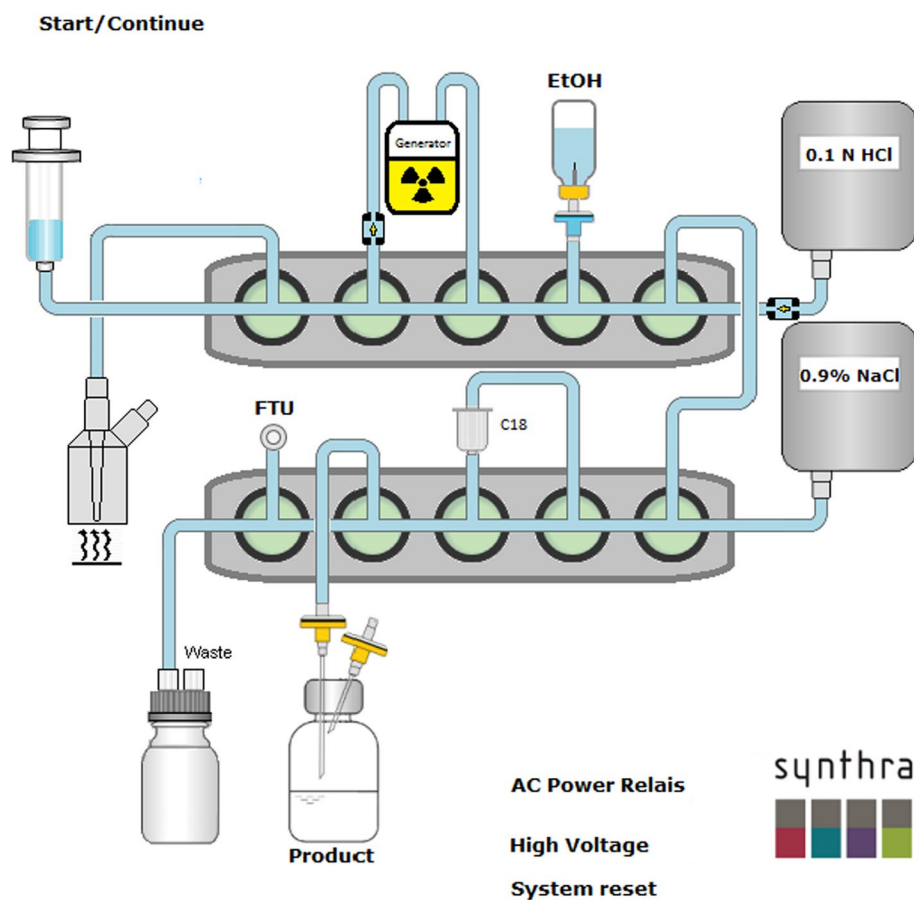 Start/Continue
EtOH
Generator
0.1 N HCl
0.9% NaCl
FTU
C18
Waste
Product
synthra
AC Power Relais
High Voltage
System reset